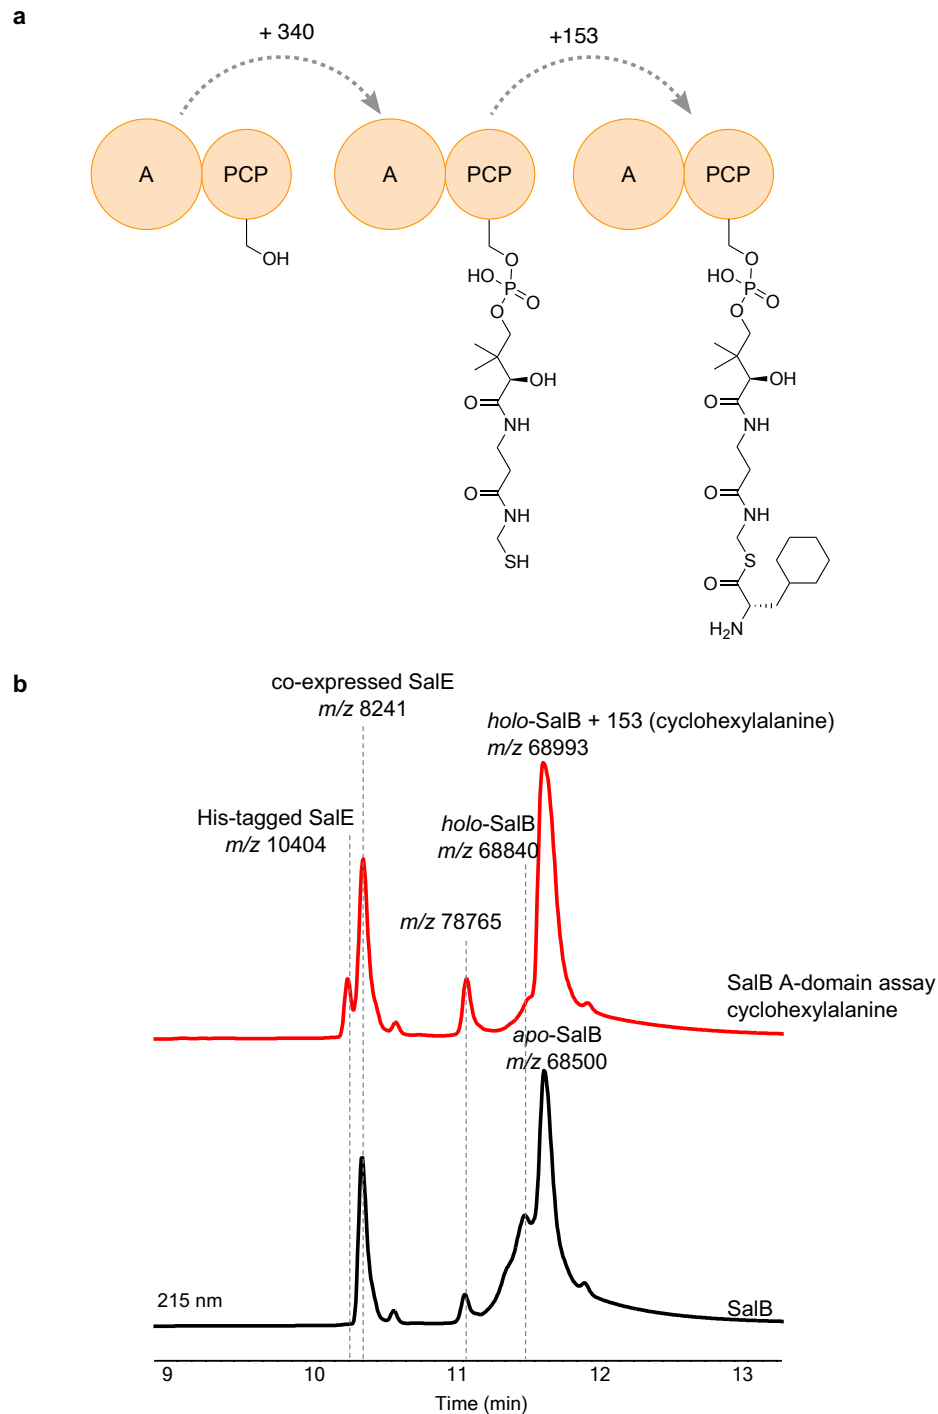 a
+ 340
+153
A
PCP
A
PCP
A
PCP
OH
O
HO
P
O
O
OH
O
NH
O
NH
SH
O
HO
P
O
O
OH
O
NH
O
NH
S
O
H2N
b
co-expressed SalE
m/z 8241
holo-SalB + 153 (cyclohexylalanine)
m/z 68993
His-tagged SalE
m/z 10404
holo-SalB
m/z 68840
m/z 78765
SalB A-domain assay
cyclohexylalanine
apo-SalB
m/z 68500
215 nm
SalB
9 10 11 12 13
Time (min)